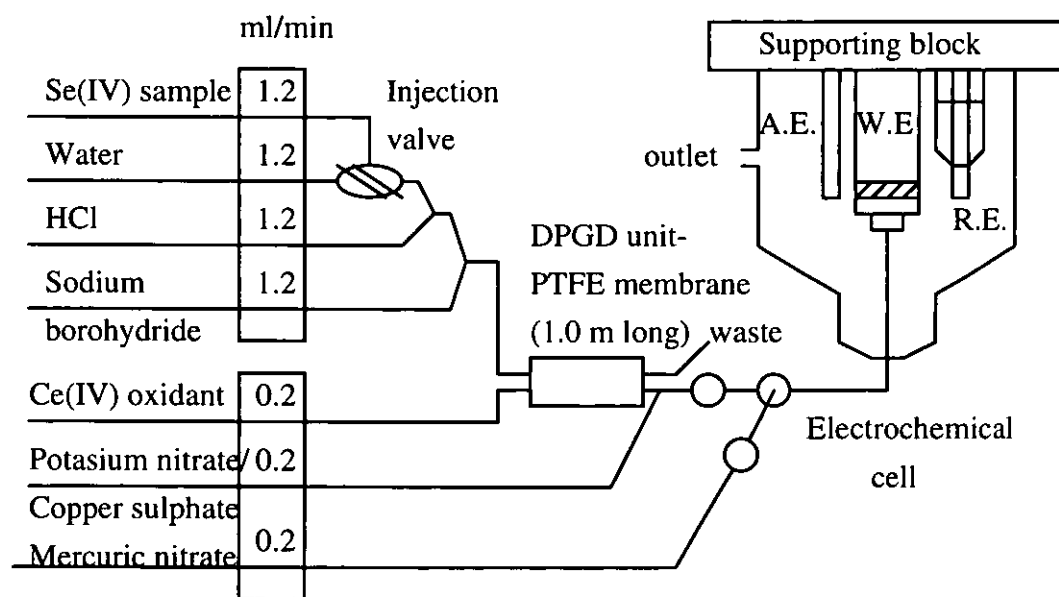 ml/min
Se(IV) sample 1.2
Water 1.2
HCl 1.2
Sodium 1.2
borohydride
Ce(IV) oxidant 0.2
Potasium nitrate/ 0.2
Copper sulphate
Mercuric nitrate 0.2
Injection
valve
DPGD unit-
PTFE membrane
(1.0 m long)
waste
Supporting block
A.E.
W.E
R.E.
outlet
Electrochemical
cell